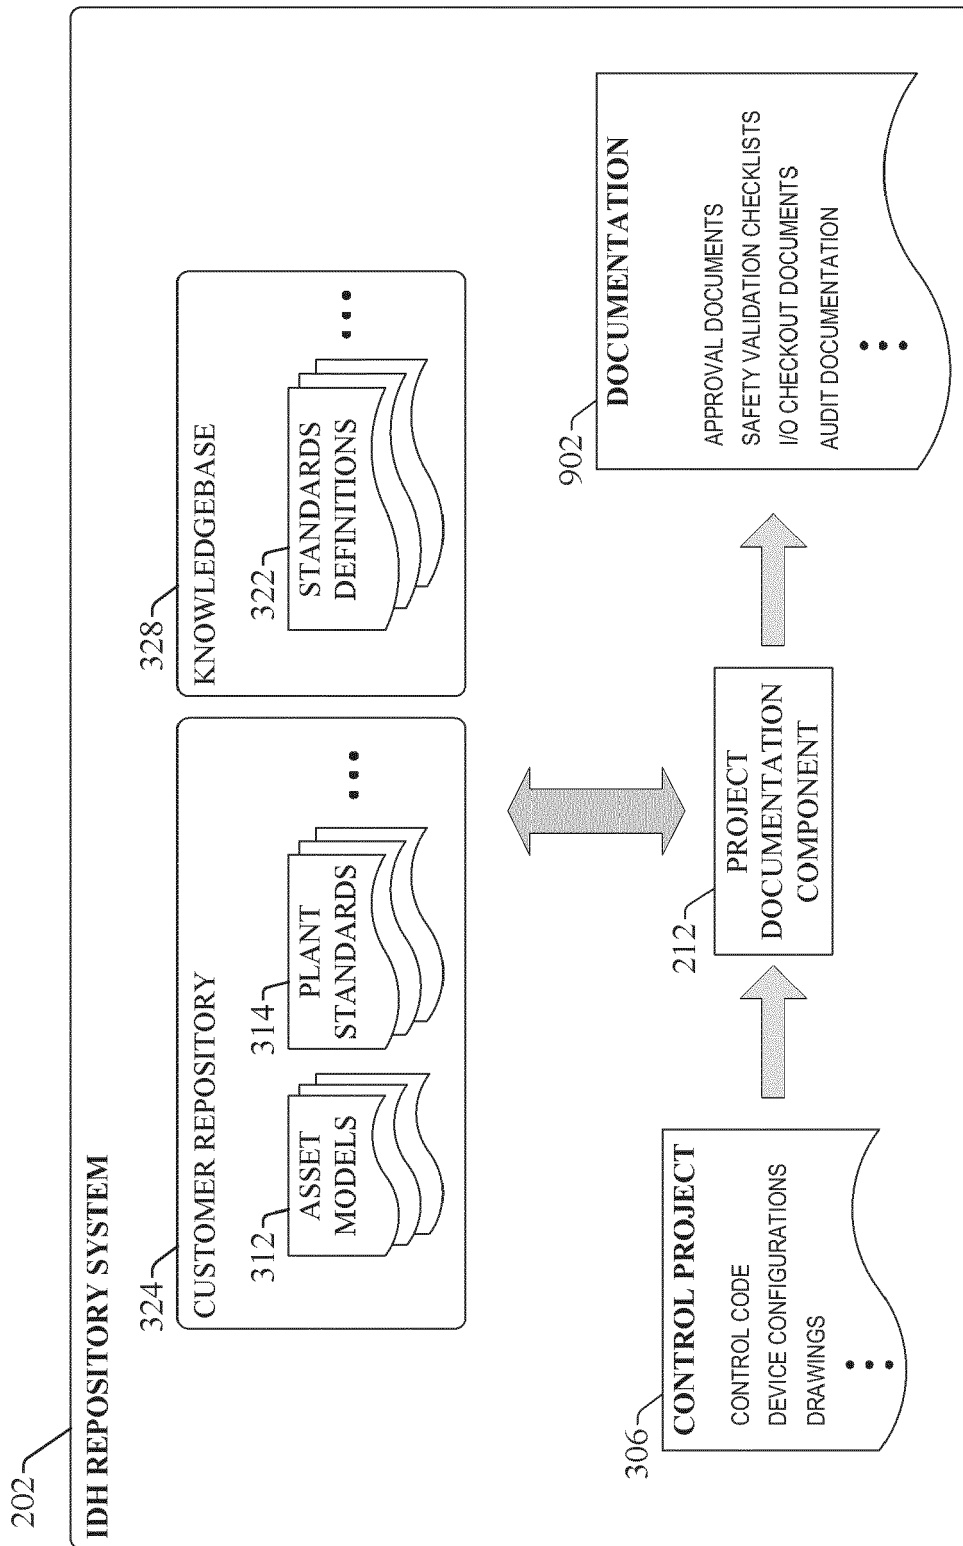 202
IDH REPOSITORY SYSTEM
324
CUSTOMER REPOSITORY
312
ASSET
MODELS
314
PLANT
STANDARDS
328
KNOWLEDGEBASE
322
STANDARDS
DEFINITIONS
306
CONTROL PROJECT
CONTROL CODE
DEVICE CONFIGURATIONS
DRAWINGS
212
PROJECT
DOCUMENTATION
COMPONENT
902
DOCUMENTATION
APPROVAL DOCUMENTS
SAFETY VALIDATION CHECKLISTS
I/O CHECKOUT DOCUMENTS
AUDIT DOCUMENTATION